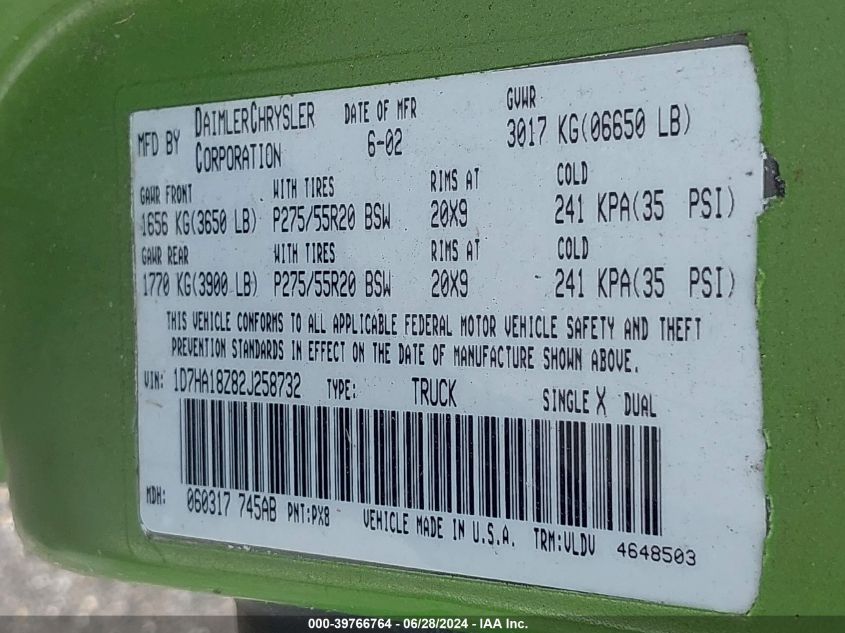 MFD BY DAIMLERCHRYSLER CORPORATION DATE OF MFR 6-02 GVWR 3017 KG(06650 LB)
GAWR FRONT WITH TIRES RIMS AT COLD
1656 KG(3650 LB) P275/55R20 BSW 20X9 241 KPA(35 PSI)
GAWR REAR WITH TIRES RIMS AT COLD
1770 KG(3900 LB) P275/55R20 BSW 20X9 241 KPA(35 PSI)
THIS VEHICLE CONFORMS TO ALL APPLICABLE FEDERAL MOTOR VEHICLE SAFETY AND THEFT
PREVENTION STANDARDS IN EFFECT ON THE DATE OF MANUFACTURE SHOWN ABOVE.
VIN: 1D7HA18Z82J258732 TYPE: TRUCK SINGLE X DUAL
MDH: 060317 745AB PNT:PX8 VEHICLE MADE IN U.S.A. TRM:VLDV 4648503
000-39766764 / 06/28/2024 / IAA Inc.